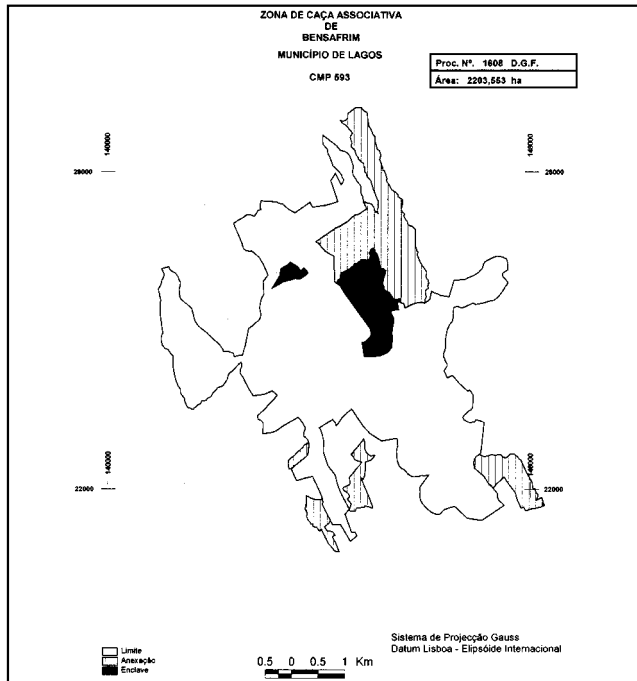 ZONA DE CAÇA ASSOCIATIVA
DE
BENSAFRIM
MUNICÍPIO DE LAGOS
CMP 593
Proc. Nº. 1608 D.G.F.
Área: 2203,553 ha
140000
146000
28000
28000
140000
146000
22000
22000
Limite
Anexação
Enclave
0.5 0 0.5 1 Km
Sistema de Projecção Gauss
Datum Lisboa - Elipsóide Internacional